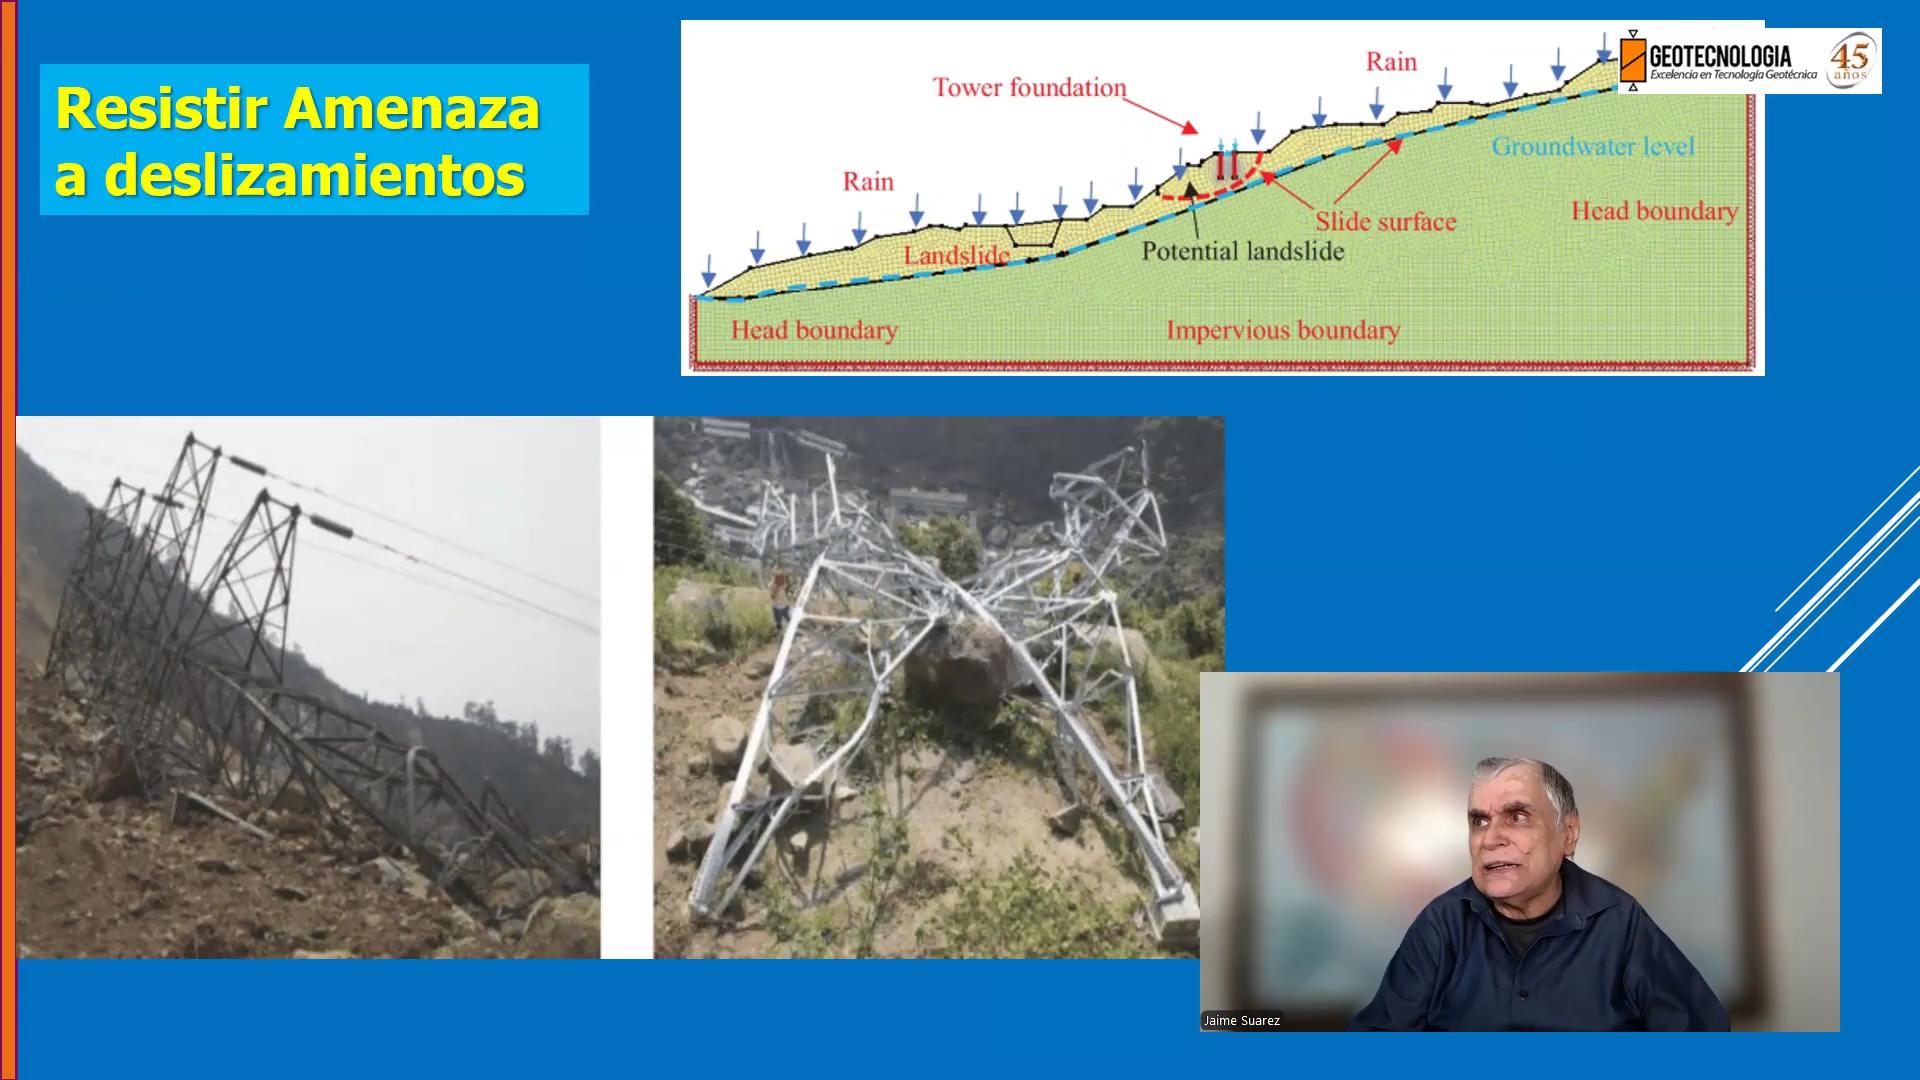 Resistir Amenaza
a deslizamientos
Rain
Tower foundation
Rain
Groundwater level
Head boundary
Slide surface
Potential landslide
Landslide
Head boundary
Impervious boundary
GEOTECNOLOGIA
Excelencia en Tecnología Geotécnica
45
años
Jaime Suarez